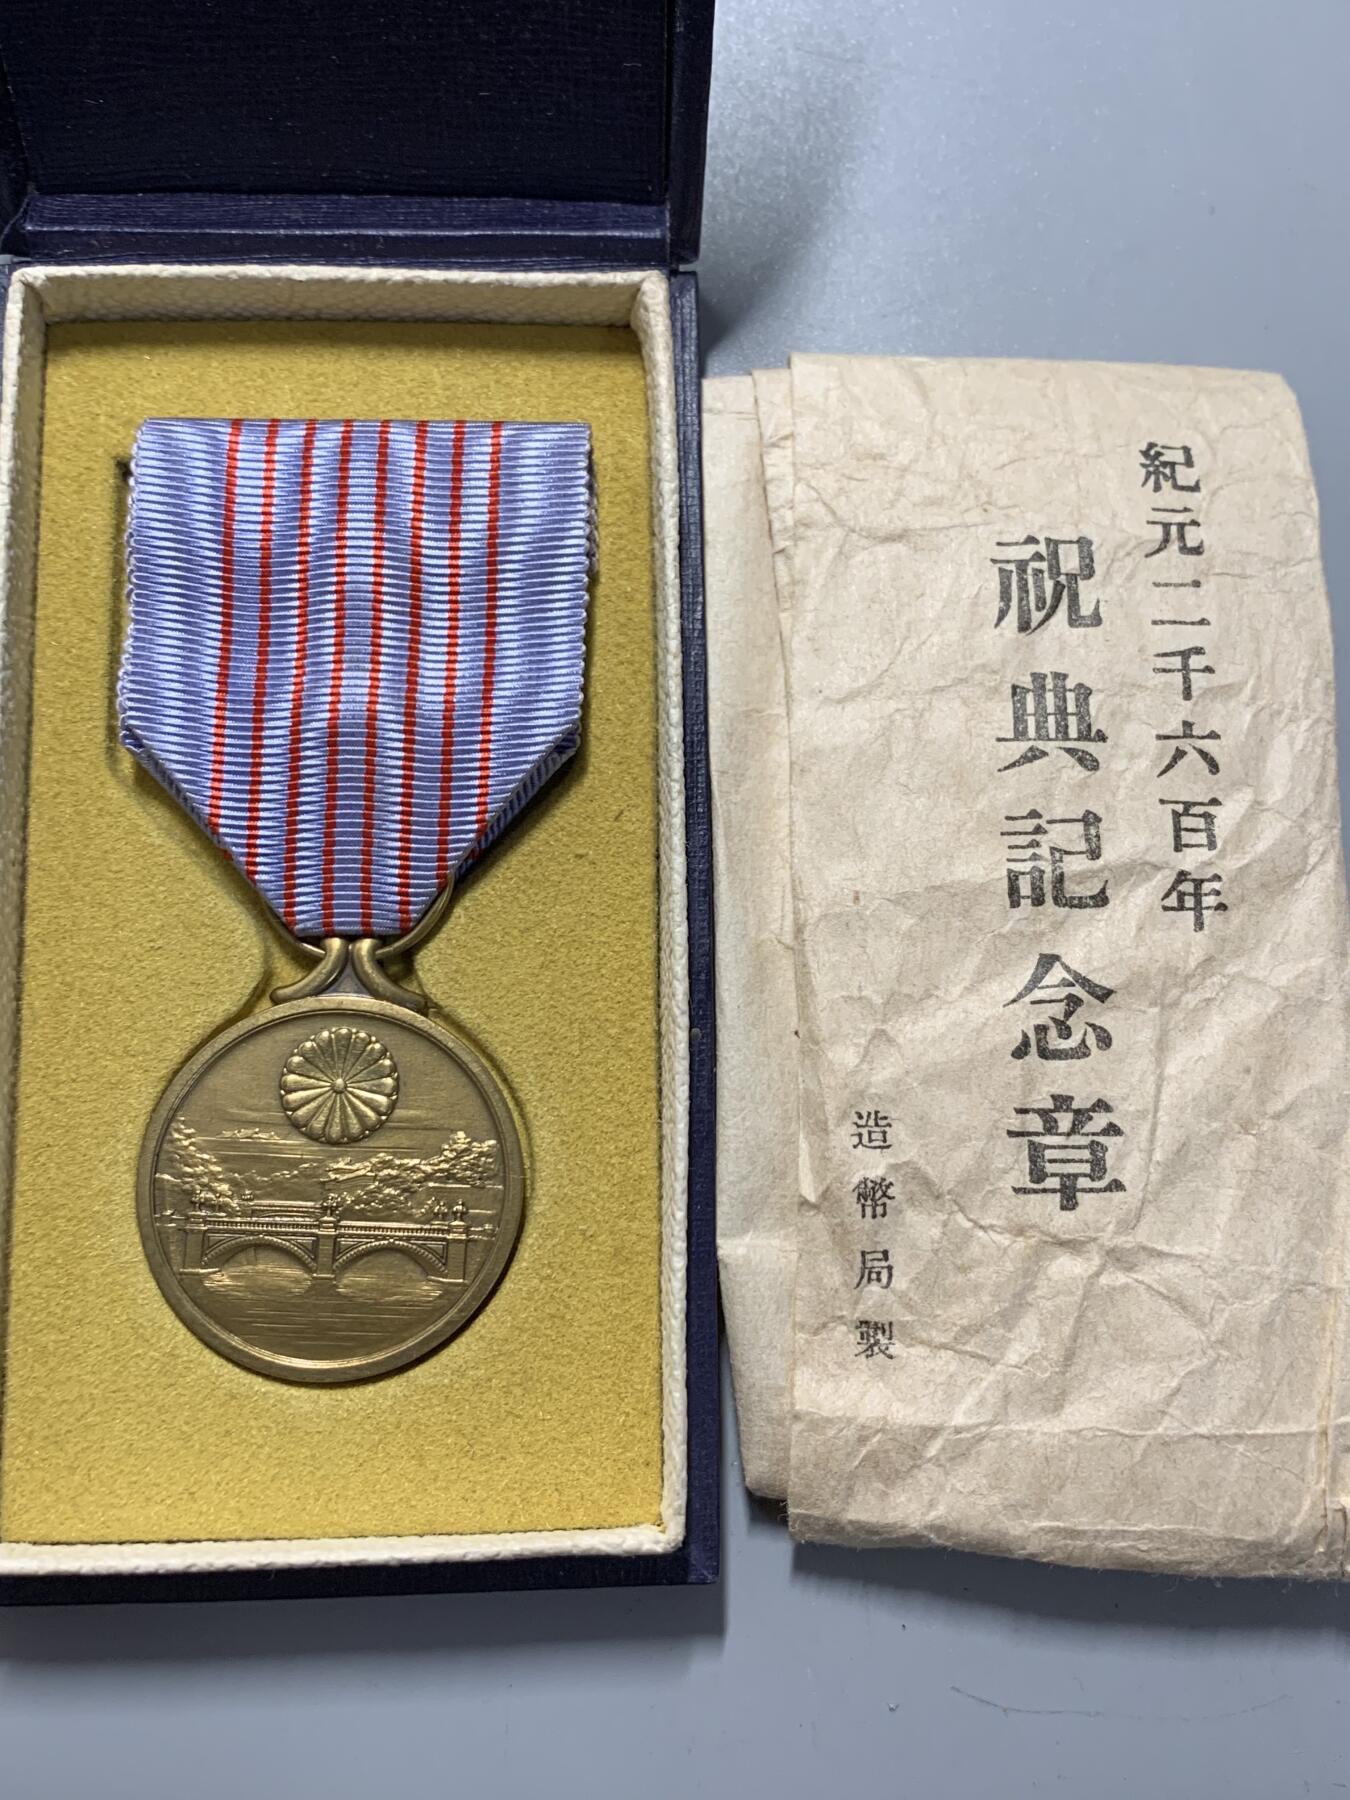 紀元二千六百年
祝典記念章
造幣局製